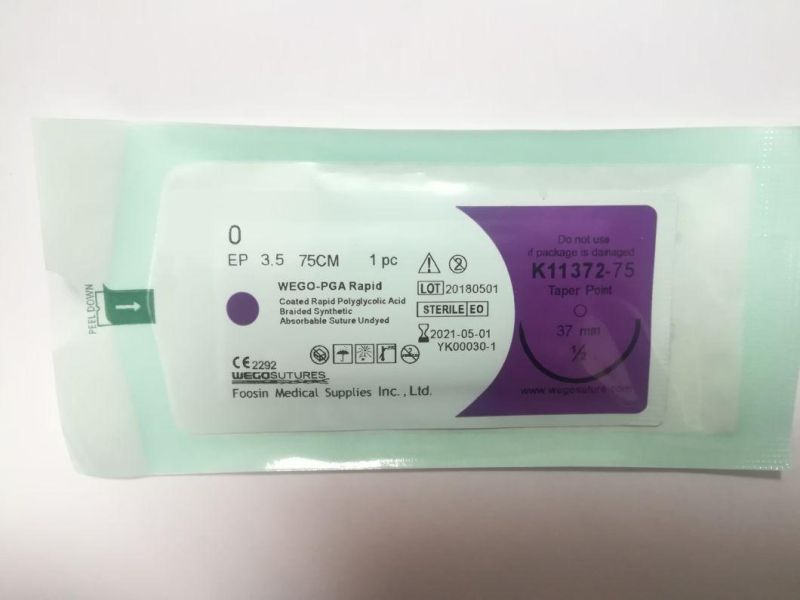 PEEL DOWN
0
EP 3.5 75CM 1 pc
WEGO-PGA Rapid
Coated Rapid Polyglycolic Acid
Braided Synthetic
Absorbable Suture Undyed
LOT 20180501
STERILE EO
2021-05-01
YK00030-1
CE 2292
WEGOSUTURES
Foosin Medical Supplies Inc., Ltd.
Do not use
if package is damaged
K11372-75
Taper Point
37 mm
1/2
www.wegosuture.com